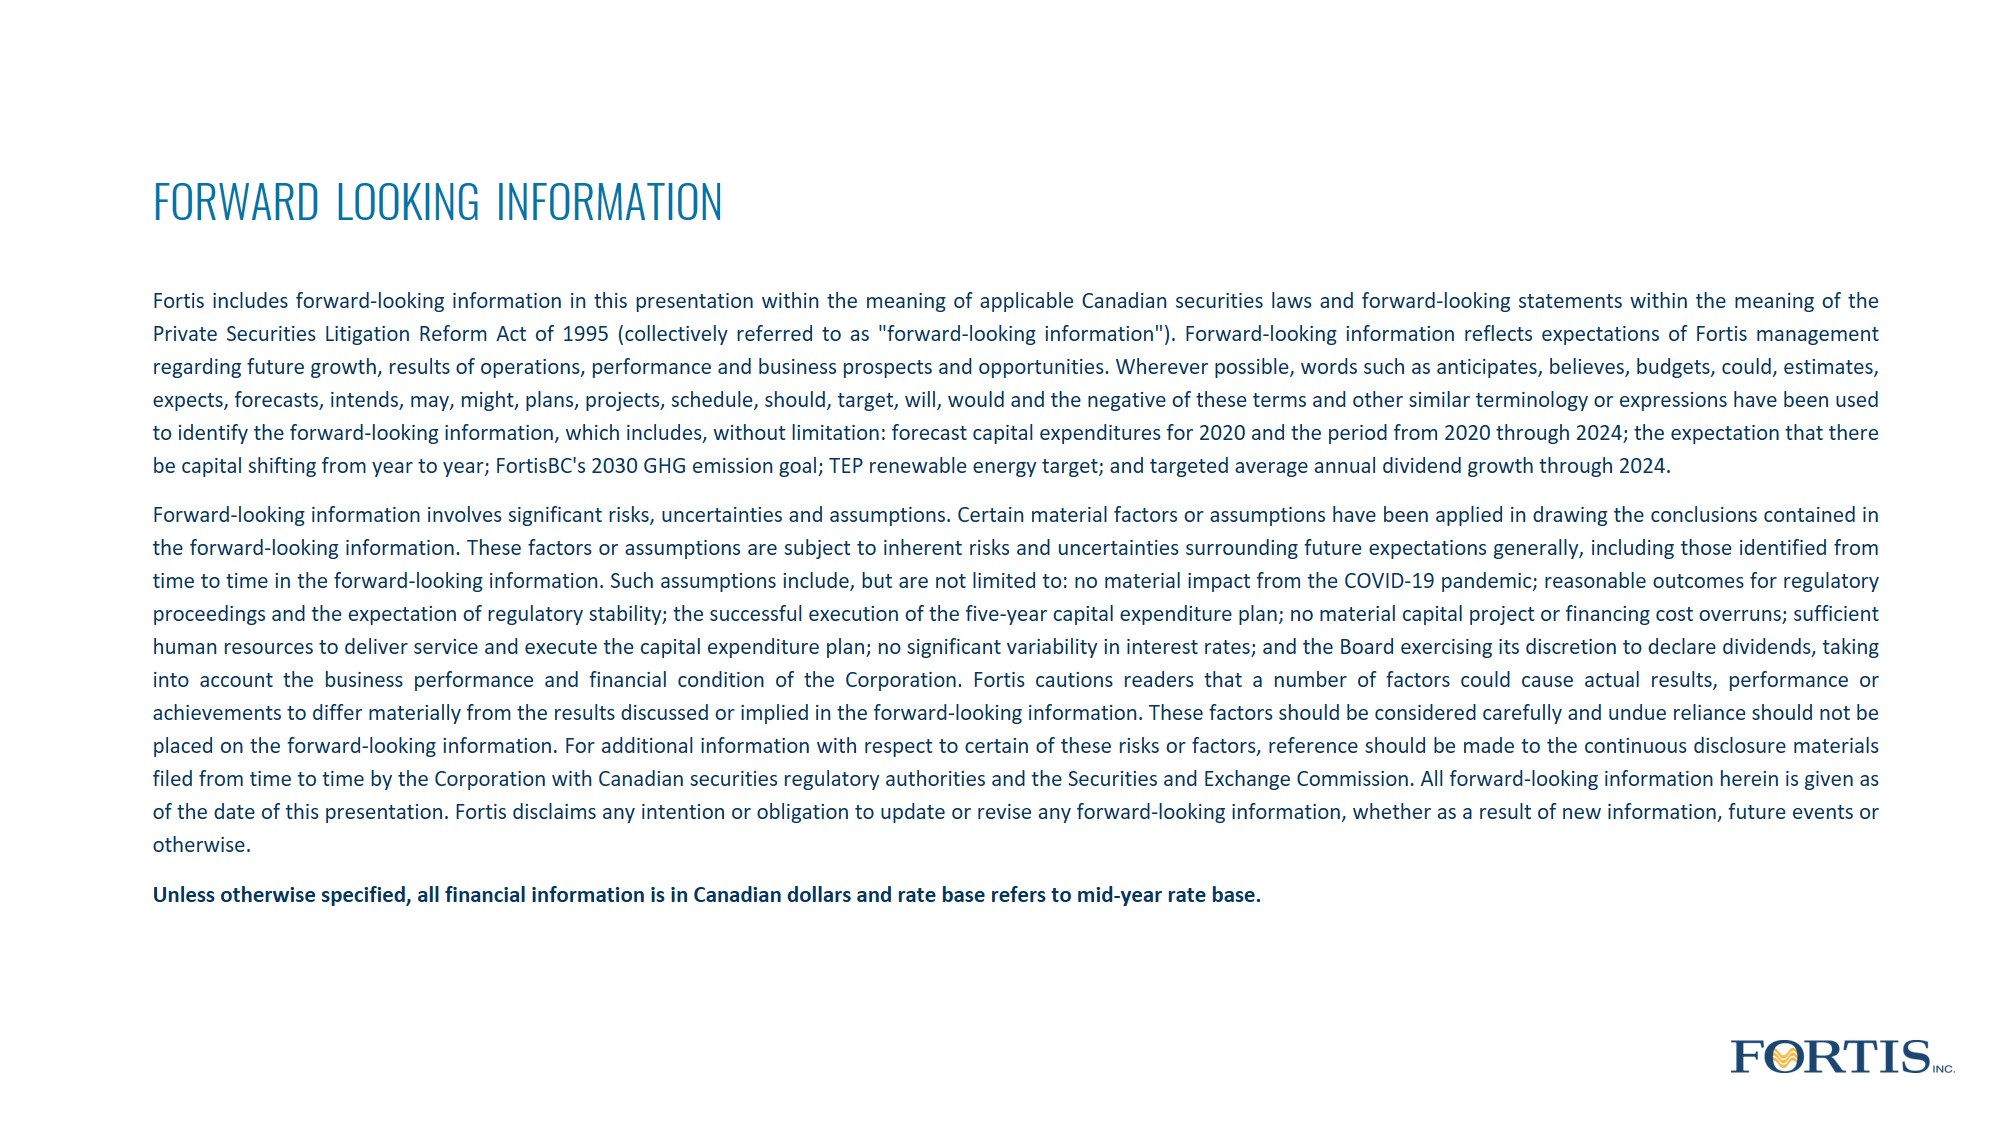 FORWARD LOOKING INFORMATION
Fortis includes forward-looking information in this presentation within the meaning of applicable Canadian securities laws and forward-looking statements within the meaning of the
Private Securities Litigation Reform Act of 1995 (collectively referred to as "forward-looking information"). Forward-looking information reflects expectations of Fortis management
regarding future growth, results of operations, performance and business prospects and opportunities. Wherever possible, words such as anticipates, believes, budgets, could, estimates,
expects, forecasts, intends, may, might, plans, projects, schedule, should, target, will, would and the negative of these terms and other similar terminology or expressions have been used
to identify the forward-looking information, which includes, without limitation: forecast capital expenditures for 2020 and the period from 2020 through 2024; the expectation that there
be capital shifting from year to year; FortisBC's 2030 GHG emission goal; TEP renewable energy target; and targeted average annual dividend growth through 2024.
Forward-looking information involves significant risks, uncertainties and assumptions. Certain material factors or assumptions have been applied in drawing the conclusions contained in
the forward-looking information. These factors or assumptions are subject to inherent risks and uncertainties surrounding future expectations generally, including those identified from
time to time in the forward-looking information. Such assumptions include, but are not limited to: no material impact from the COVID-19 pandemic; reasonable outcomes for regulatory
proceedings and the expectation of regulatory stability; the successful execution of the five-year capital expenditure plan; no material capital project or financing cost overruns; sufficient
human resources to deliver service and execute the capital expenditure plan; no significant variability in interest rates; and the Board exercising its discretion to declare dividends, taking
into account the business performance and financial condition of the Corporation. Fortis cautions readers that a number of factors could cause actual results, performance or
achievements to differ materially from the results discussed or implied in the forward-looking information. These factors should be considered carefully and undue reliance should not be
placed on the forward-looking information. For additional information with respect to certain of these risks or factors, reference should be made to the continuous disclosure materials
filed from time to time by the Corporation with Canadian securities regulatory authorities and the Securities and Exchange Commission. All forward-looking information herein is given as
of the date of this presentation. Fortis disclaims any intention or obligation to update or revise any forward-looking information, whether as a result of new information, future events or
otherwise.
Unless otherwise specified, all financial information is in Canadian dollars and rate base refers to mid-year rate base.
FORTIS INC.